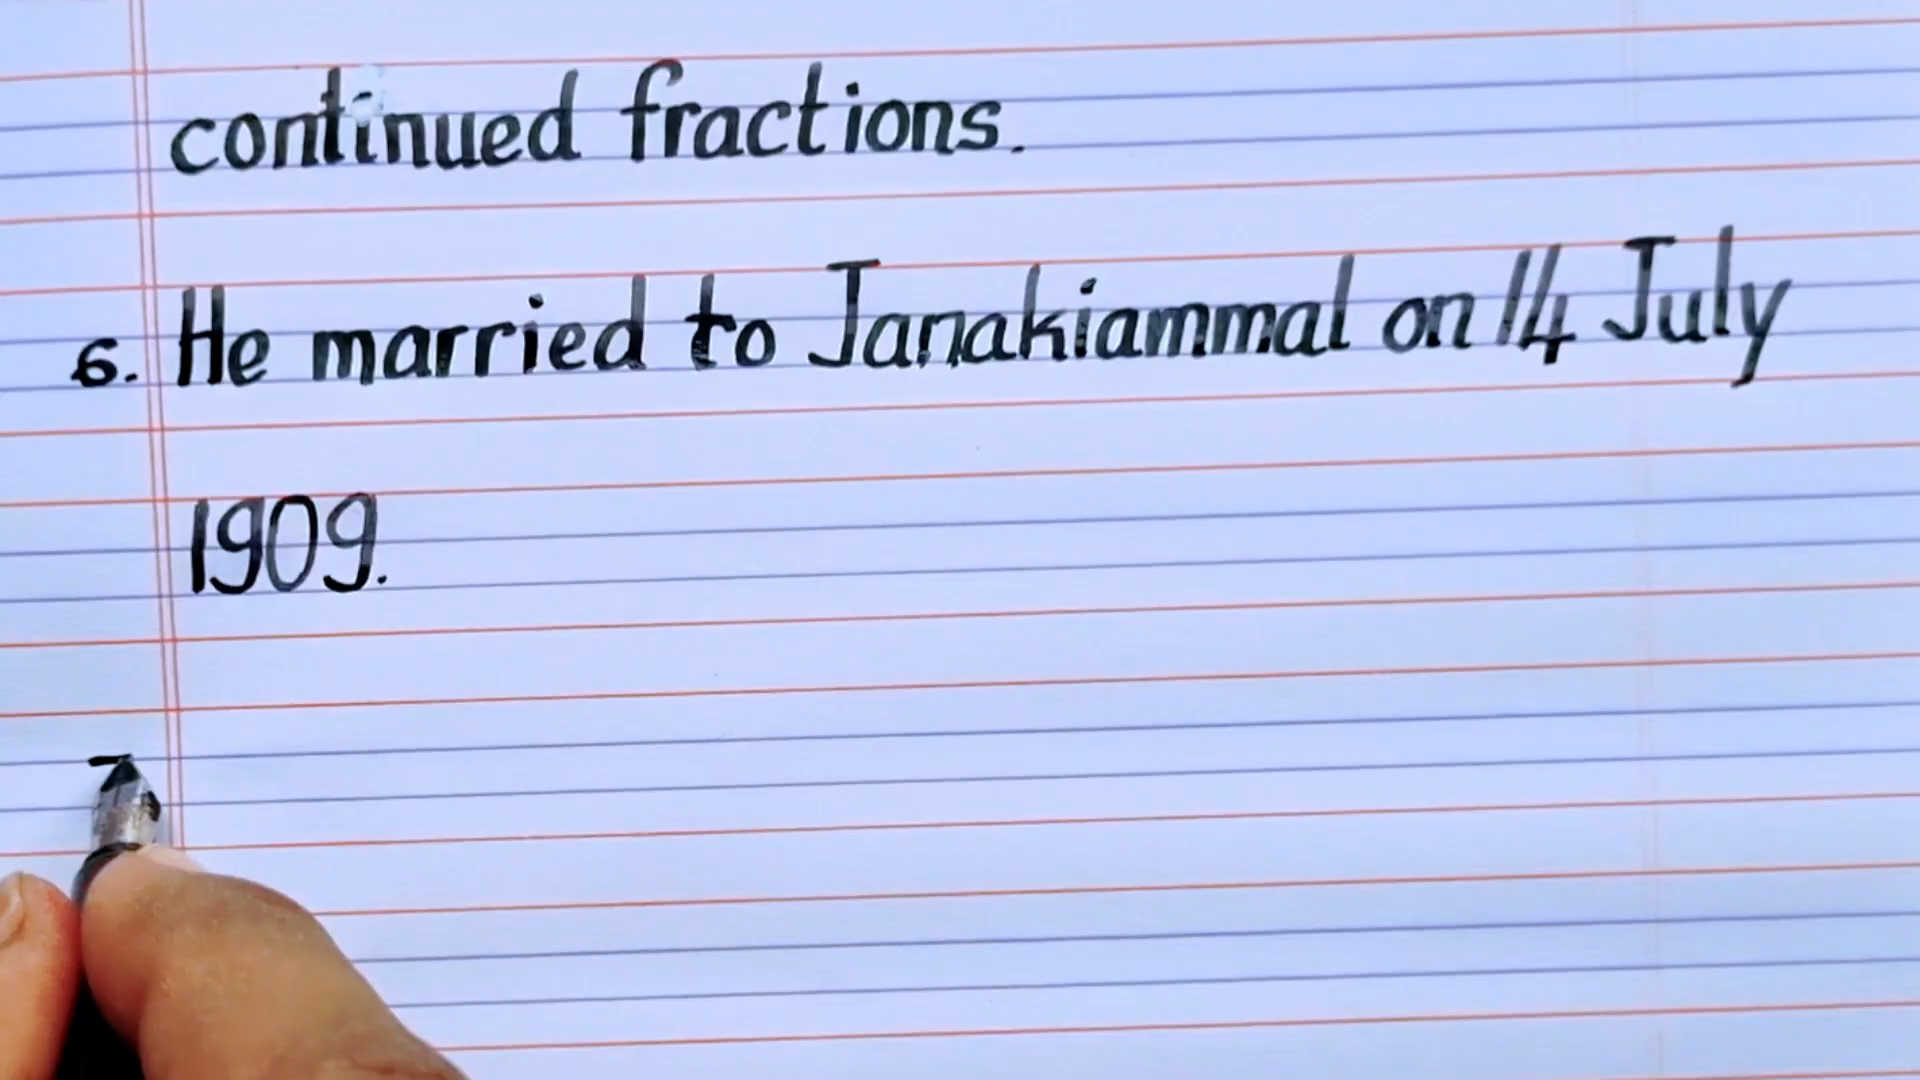 continued fractions.
6. He married to Janakiammal on 14 July
1909.